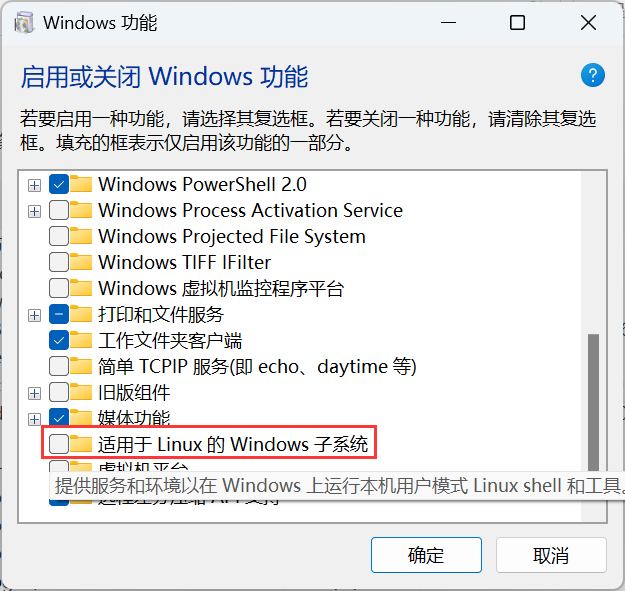 Windows 功能
启用或关闭 Windows 功能
?
若要启用一种功能，请选择其复选框。若要关闭一种功能，请清除其复选
框。填充的框表示仅启用该功能的一部分。
Windows PowerShell 2.0
Windows Process Activation Service
Windows Projected File System
Windows TIFF IFilter
Windows 虚拟机监控程序平台
打印和文件服务
工作文件夹客户端
简单 TCPIP 服务(即 echo、daytime 等)
旧版组件
媒体功能
适用于 Linux 的 Windows 子系统
虚拟机平台
提供服务和环境以在 Windows 上运行本机用户模式 Linux shell 和工具。
确定
取消